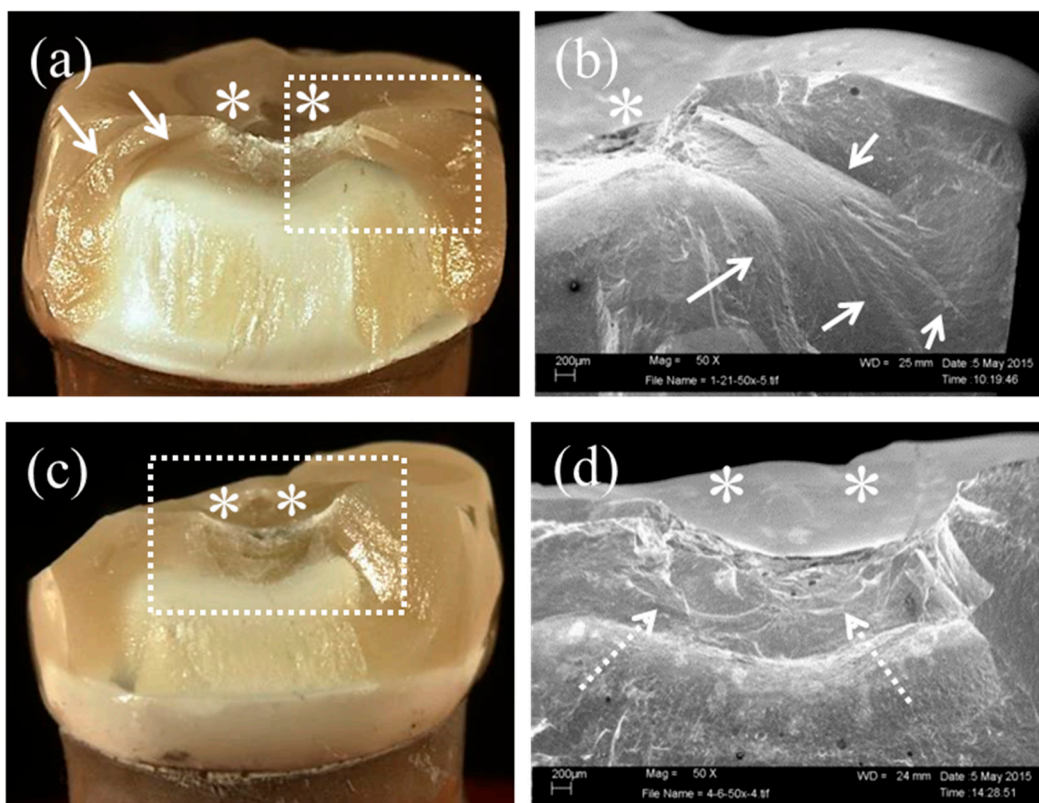 (a)
(b)
200µm
Mag = 50 X
WD = 25 mm
Date :5 May 2015
File Name = 1-21-50x-5.tif
Time :10:19:46
(c)
(d)
200µm
Mag = 50 X
WD = 24 mm
Date :5 May 2015
File Name = 4-6-50x-4.tif
Time :14:28:51